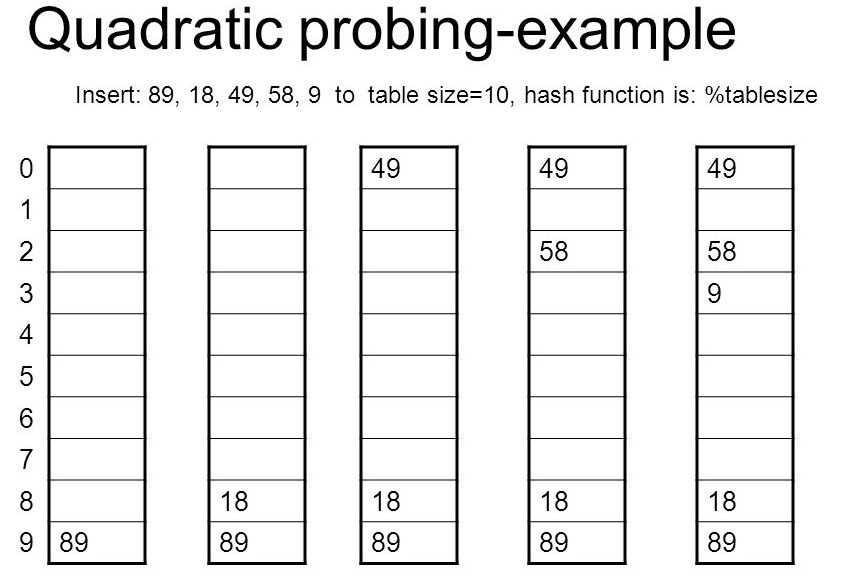 Quadratic probing-example
Insert: 89, 18, 49, 58, 9 to table size=10, hash function is: %tablesize
0 49 49 49
1
2 58 58
3 9
4
5
6
7
8 18 18 18 18
9 89 89 89 89 89